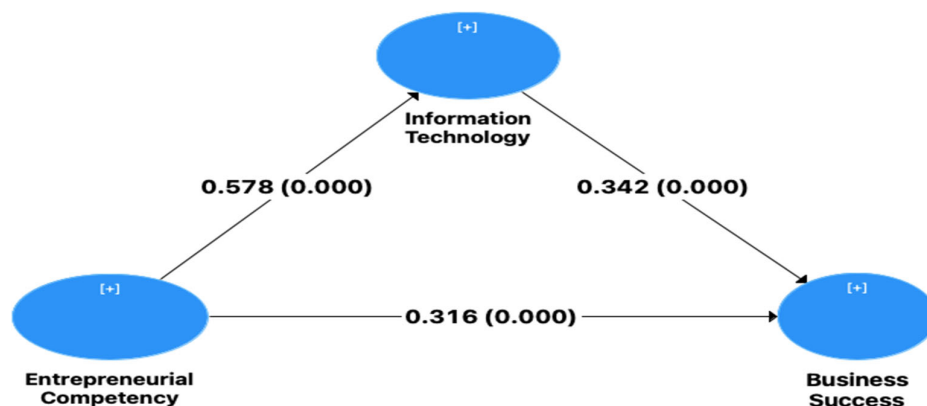 [+]
Information
Technology
0.578 (0.000)
0.342 (0.000)
[+]
[+]
0.316 (0.000)
Entrepreneurial
Competency
Business
Success